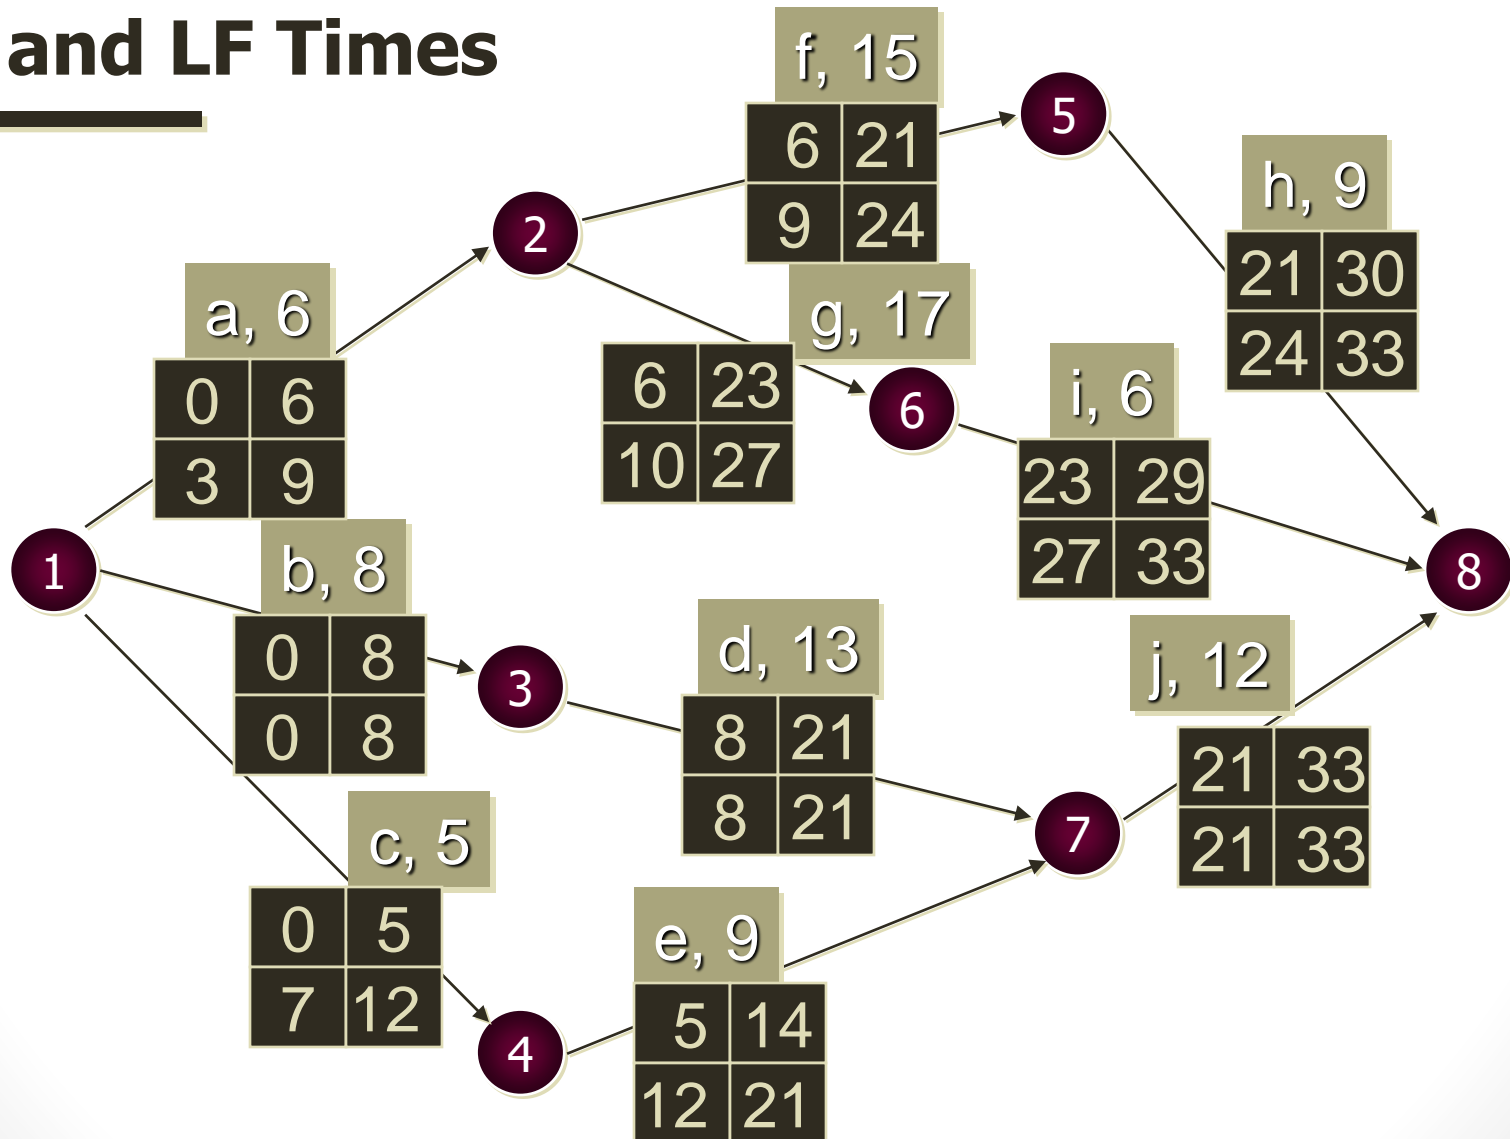 and LF Times
f, 15
6 21
9 24
5
h, 9
21 30
24 33
2
a, 6
0 6
3 9
g, 17
6 23
10 27
6
i, 6
23 29
27 33
1
b, 8
0 8
0 8
8
3
d, 13
8 21
8 21
j, 12
21 33
21 33
7
c, 5
0 5
7 12
4
e, 9
5 14
12 21